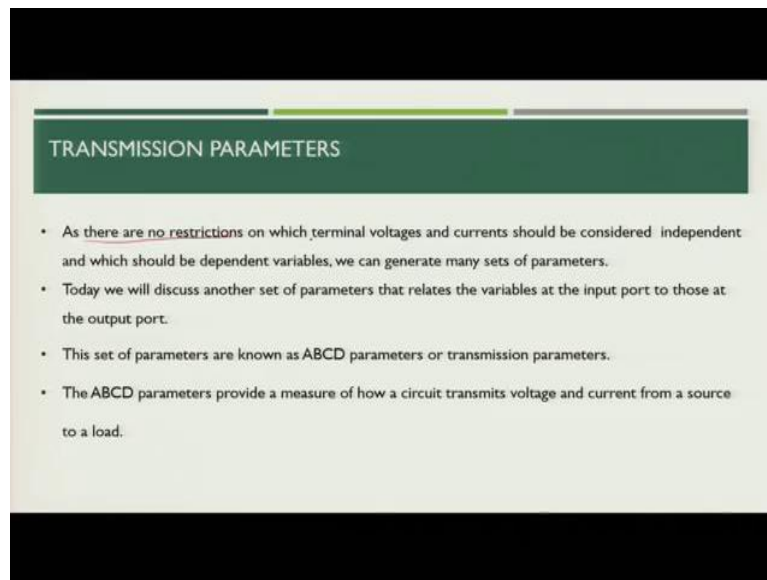 TRANSMISSION PARAMETERS
• As there are no restrictions on which terminal voltages and currents should be considered independent
and which should be dependent variables, we can generate many sets of parameters.
• Today we will discuss another set of parameters that relates the variables at the input port to those at
the output port.
• This set of parameters are known as ABCD parameters or transmission parameters.
• The ABCD parameters provide a measure of how a circuit transmits voltage and current from a source
to a load.